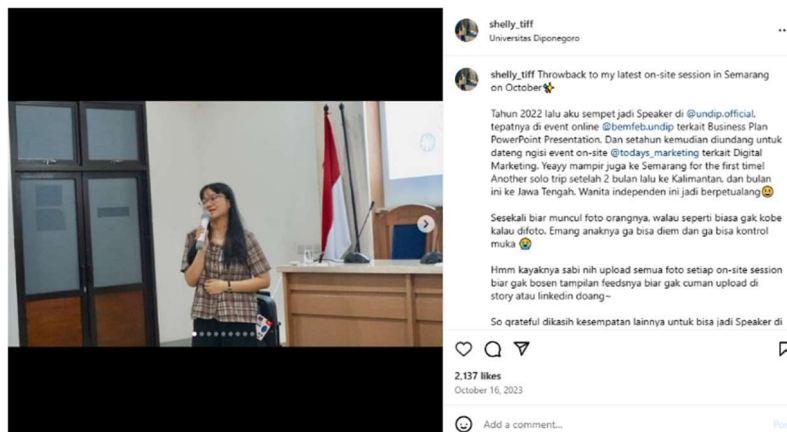 shelly_tiff
Universitas Diponegoro
shelly_tiff Throwback to my latest on-site session in Semarang
on October✨
Tahun 2022 lalu aku sempet jadi Speaker di @undip.official,
tepatnya di event online @bemfeb.undip terkait Business Plan
PowerPoint Presentation. Dan setahun kemudian diundang untuk
dateng ngisi event on-site @todays_marketing terkait Digital
Marketing. Yeayy mampir juga ke Semarang for the first time!
Another solo trip setelah 2 bulan lalu ke Kalimantan, dan bulan
ini ke Jawa Tengah. Wanita independen ini jadi berpetualang😃
Sesekali biar muncul foto orangnya, walau seperti biasa gak kobe
kalau difoto. Emang anaknya ga bisa diem dan ga bisa kontrol
muka 😭
Hmm kayaknya sabi nih upload semua foto setiap on-site session
biar gak bosen tampilan feedsnya biar gak cuman upload di
story atau linkedin doang~
So grateful dikasih kesempatan lainnya untuk bisa jadi Speaker di
2,137 likes
October 16, 2023
Add a comment...